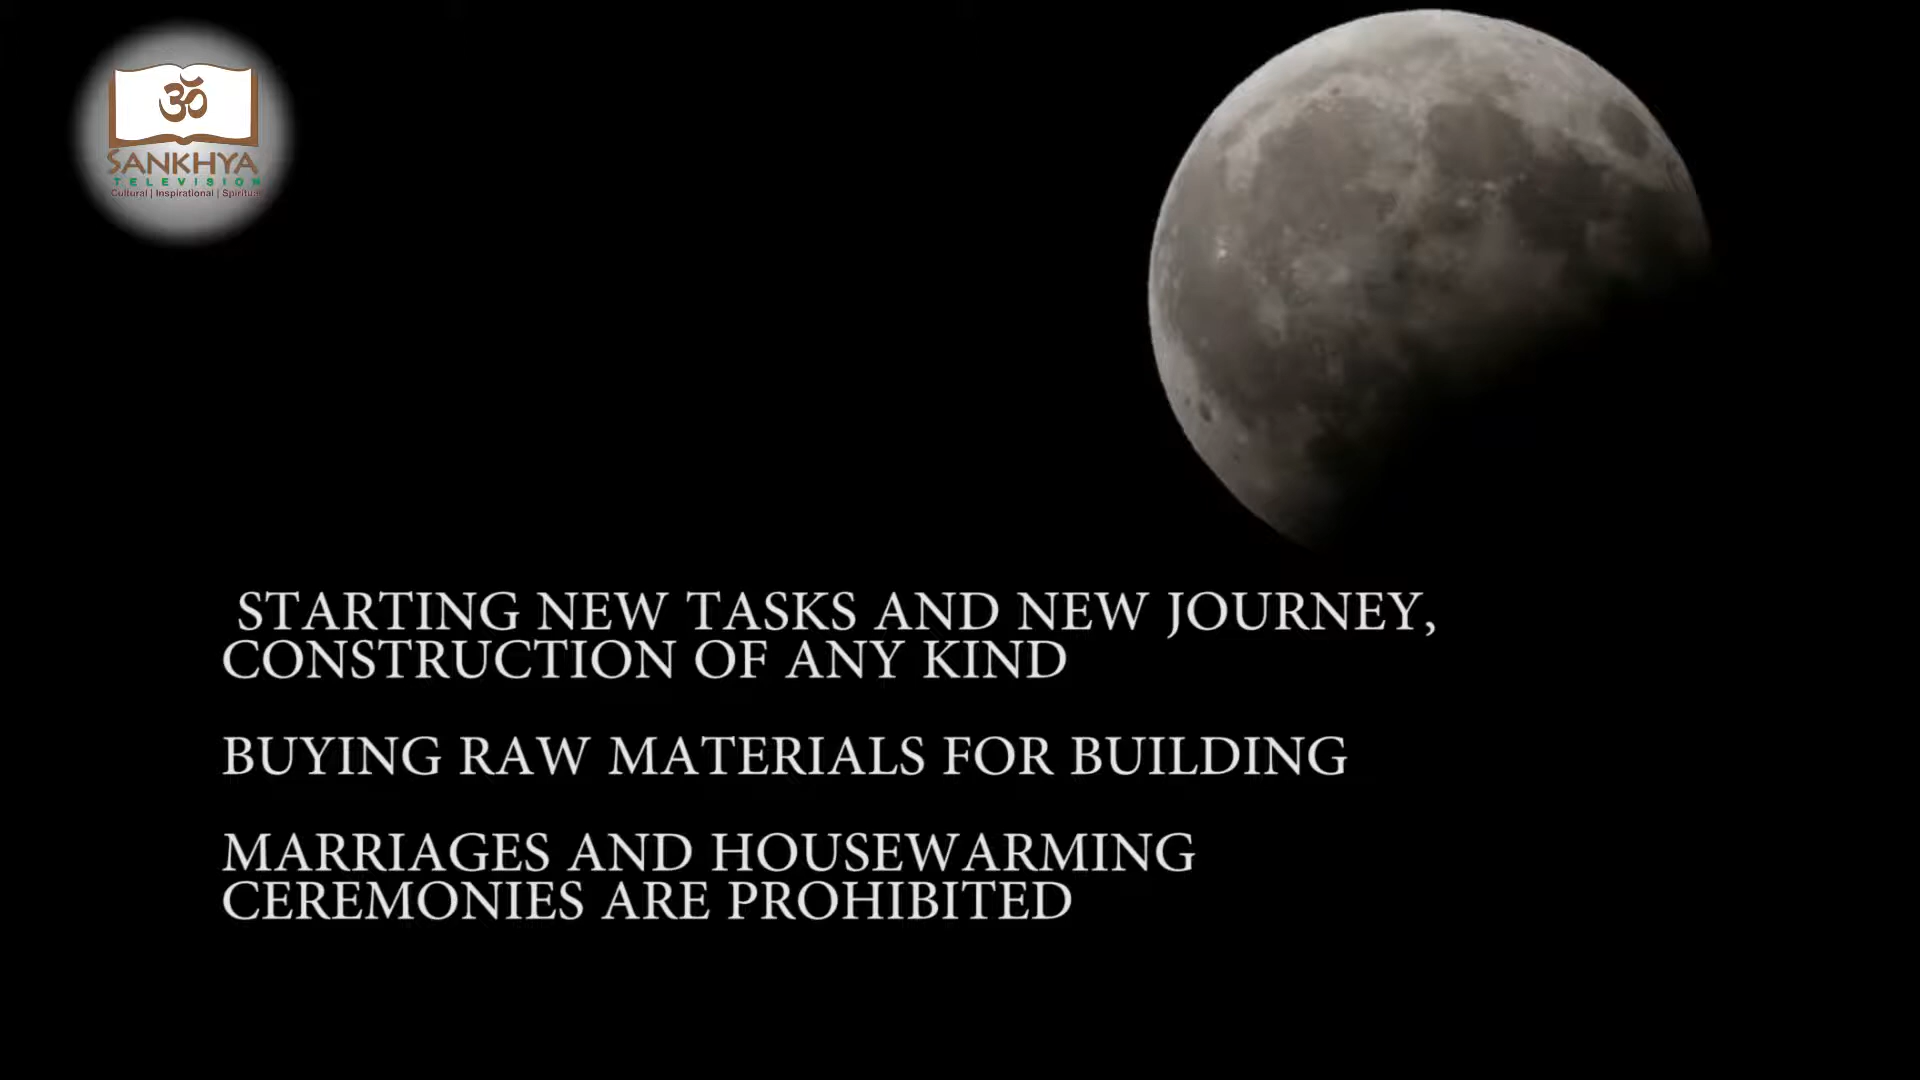 ॐ
SANKHYA
TELEVISION
Cultural | Inspirational | Spiritual
STARTING NEW TASKS AND NEW JOURNEY,
CONSTRUCTION OF ANY KIND
BUYING RAW MATERIALS FOR BUILDING
MARRIAGES AND HOUSEWARMING
CEREMONIES ARE PROHIBITED